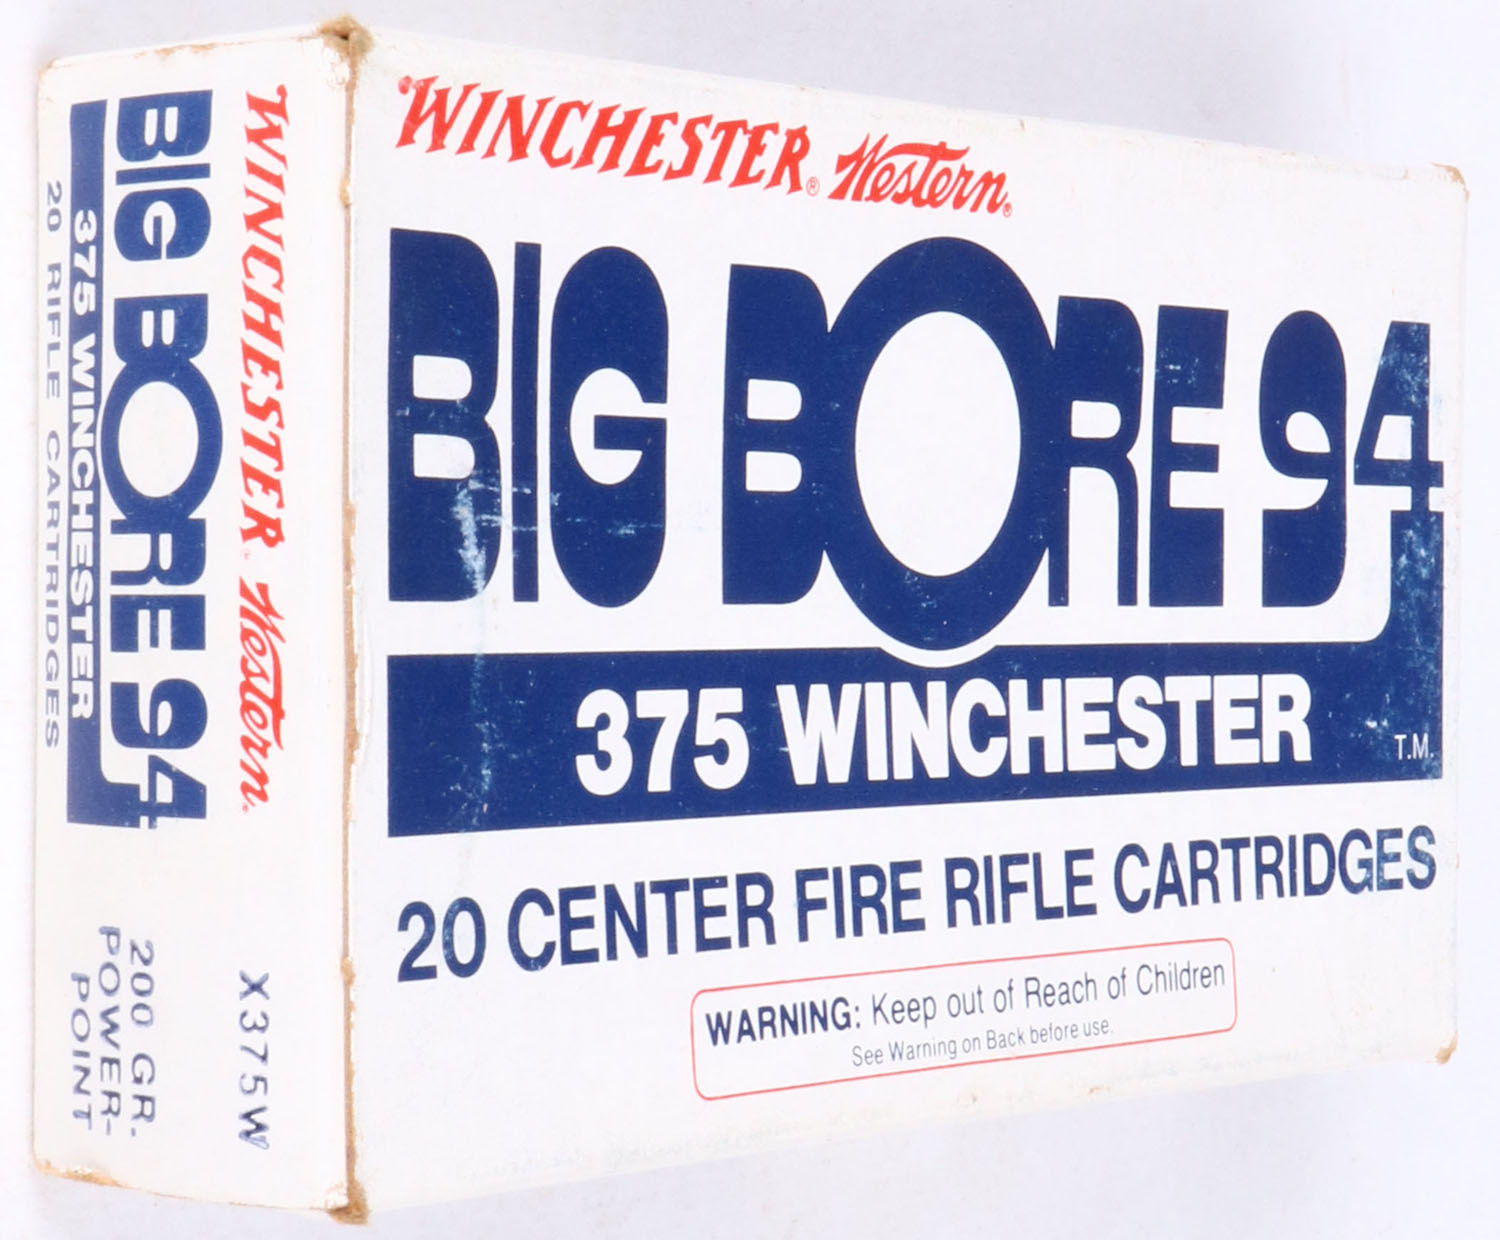 WINCHESTER® Western®
BIG BORE 94
375 WINCHESTER T.M.
20 CENTER FIRE RIFLE CARTRIDGES
WARNING: Keep out of Reach of Children
See Warning on Back before use.
WINCHESTER® Western®
BIG BORE 94
375 WINCHESTER
20 RIFLE CARTRIDGES
X375W
200 GR.
POWER-
POINT